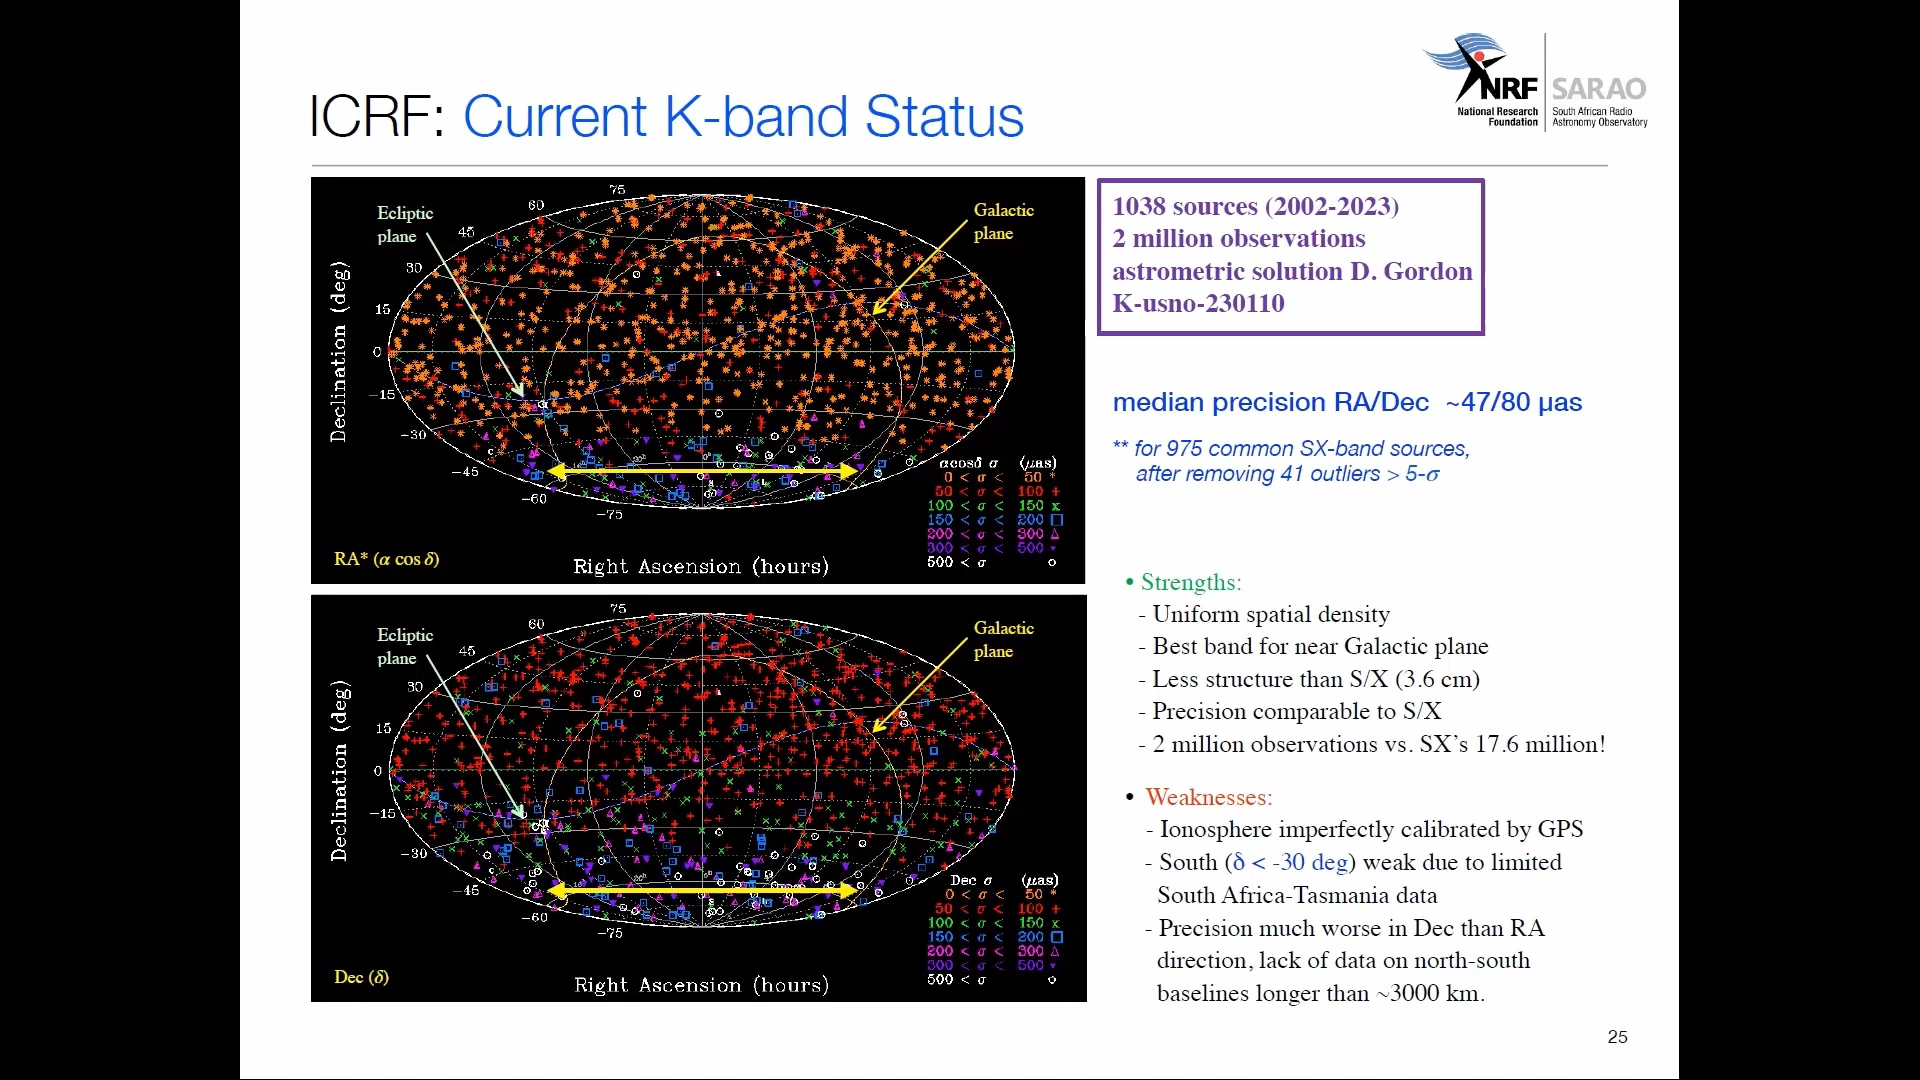 NRF
National Research
Foundation
SARAO
South African Radio
Astronomy Observatory
ICRF: Current K-band Status
Ecliptic
plane
Galactic
plane
75
60
45
30
15
0
-15
-30
-45
-60
-75
Declination (deg)
αcosδ σ (μas)
0 < σ < 50 *
50 < σ < 100 +
100 < σ < 150 x
150 < σ < 200 □
200 < σ < 300 Δ
300 < σ < 500
500 < σ o
RA* (α cos δ)
Right Ascension (hours)
Ecliptic
plane
Galactic
plane
75
60
45
30
15
0
-15
-30
-45
-60
-75
Declination (deg)
Dec σ (μas)
0 < σ < 50 *
50 < σ < 100 +
100 < σ < 150 x
150 < σ < 200 □
200 < σ < 300 Δ
300 < σ < 500
500 < σ o
Dec (δ)
Right Ascension (hours)
1038 sources (2002-2023)
2 million observations
astrometric solution D. Gordon
K-usno-230110
median precision RA/Dec ~47/80 μas
** for 975 common SX-band sources,
after removing 41 outliers > 5-σ
• Strengths:
- Uniform spatial density
- Best band for near Galactic plane
- Less structure than S/X (3.6 cm)
- Precision comparable to S/X
- 2 million observations vs. SX’s 17.6 million!
• Weaknesses:
- Ionosphere imperfectly calibrated by GPS
- South (δ < -30 deg) weak due to limited
South Africa-Tasmania data
- Precision much worse in Dec than RA
direction, lack of data on north-south
baselines longer than ~3000 km.
25